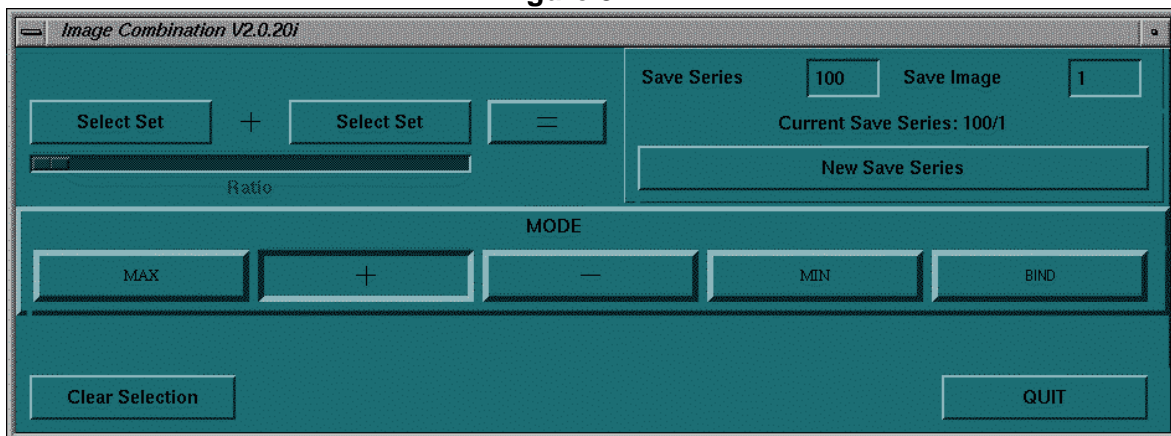 Image Combination V2.0.20i
Save Series 100 Save Image 1
Select Set + Select Set =
Current Save Series: 100/1
New Save Series
Ratio
MODE
MAX + − MIN BIND
Clear Selection QUIT